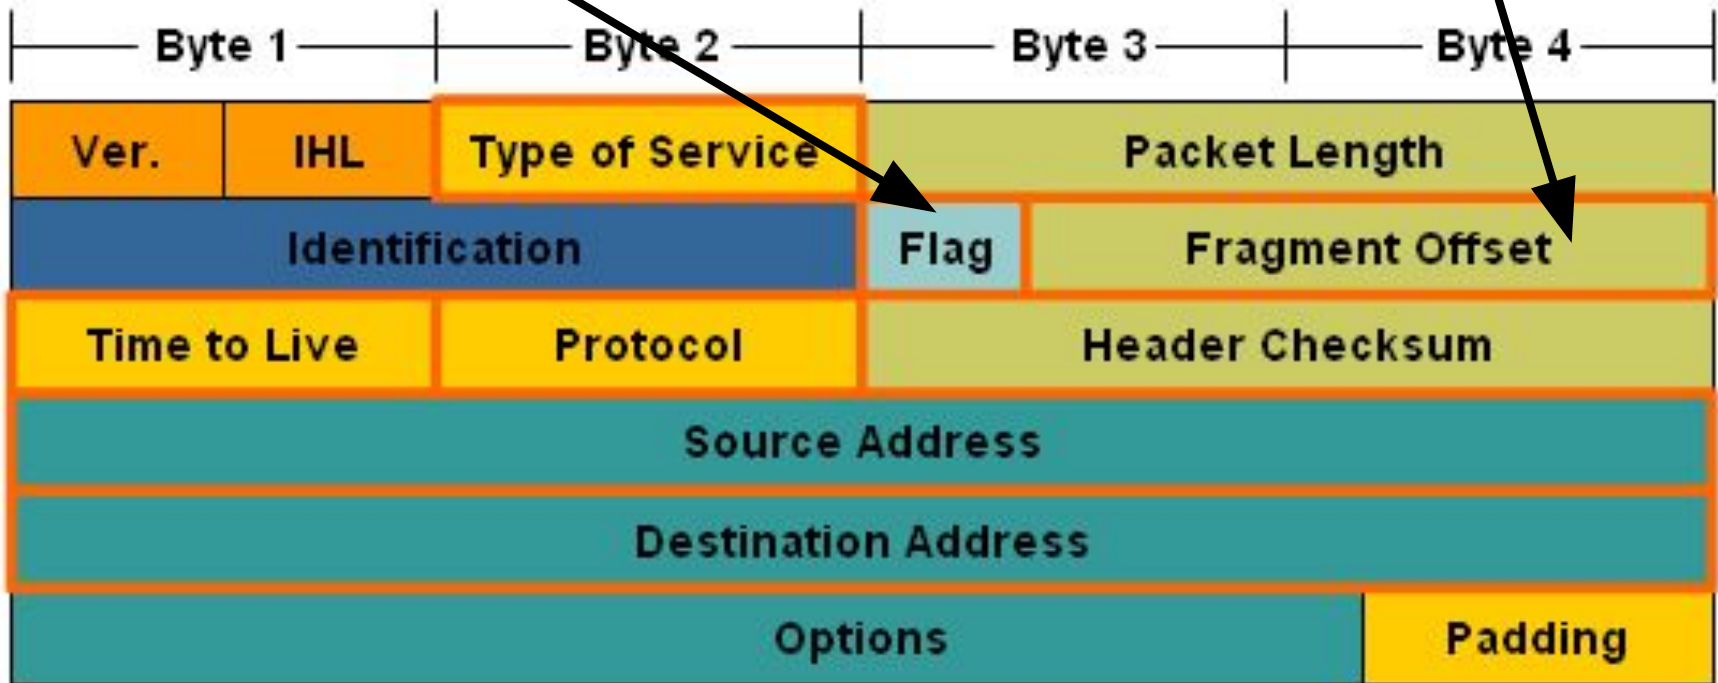 Byte 1 Byte 2 Byte 3 Byte 4
Ver. IHL Type of Service Packet Length
Identification Flag Fragment Offset
Time to Live Protocol Header Checksum
Source Address
Destination Address
Options Padding